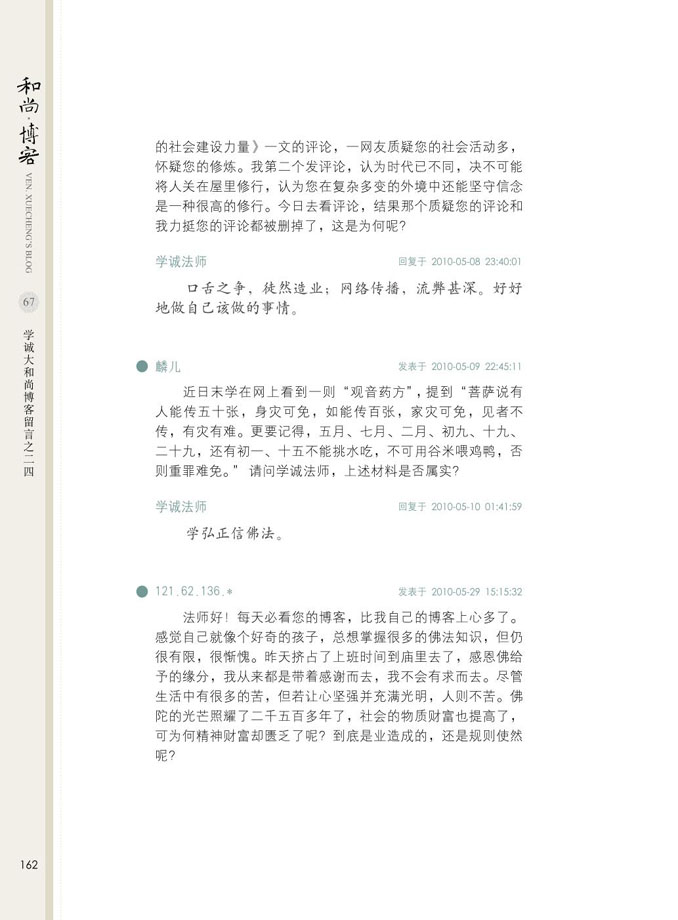 和尚·博客
VEN. XUECHENG'S BLOG
67
学诚大和尚博客留言之二四
的社会建设力量》一文的评论，一网友质疑您的社会活动多，
怀疑您的修炼。我第二个发评论，认为时代已不同，决不可能
将人关在屋里修行，认为您在复杂多变的外境中还能坚守信念
是一种很高的修行。今日去看评论，结果那个质疑您的评论和
我力挺您的评论都被删掉了，这是为何呢？
学诚法师 回复于 2010-05-08 23:40:01
口舌之争，徒然造业；网络传播，流弊甚深。好好
地做自己该做的事情。
麟儿 发表于 2010-05-09 22:45:11
近日末学在网上看到一则“观音药方”，提到“菩萨说有
人能传五十张，身灾可免，如能传百张，家灾可免，见者不
传，有灾有难。更要记得，五月、七月、二月、初九、十九、
二十九，还有初一、十五不能挑水吃，不可用谷米喂鸡鸭，否
则重罪难免。” 请问学诚法师，上述材料是否属实？
学诚法师 回复于 2010-05-10 01:41:59
学弘正信佛法。
121.62.136.* 发表于 2010-05-29 15:15:32
法师好！每天必看您的博客，比我自己的博客上心多了。
感觉自己就像个好奇的孩子，总想掌握很多的佛法知识，但仍
很有限，很惭愧。昨天挤占了上班时间到庙里去了，感恩佛给
予的缘分，我从来都是带着感谢而去，我不会有求而去。尽管
生活中有很多的苦，但若让心坚强并充满光明，人则不苦。佛
陀的光芒照耀了二千五百多年了，社会的物质财富也提高了，
可为何精神财富却匮乏了呢？到底是业造成的，还是规则使然
呢？
162